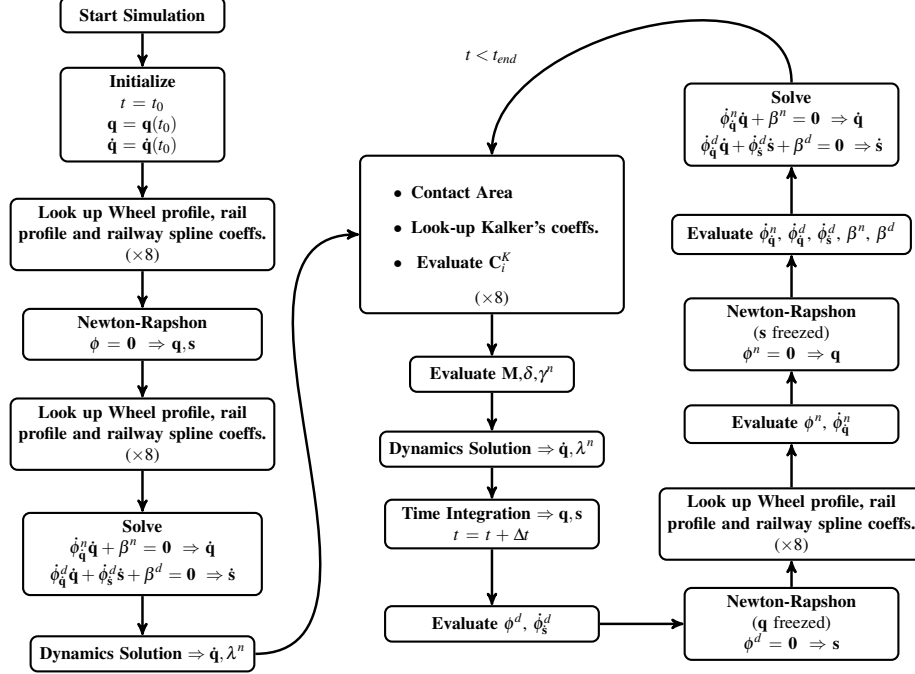 Start Simulation
Initialize
t = t₀
q = q(t₀)
q̇ = q̇(t₀)
Look up Wheel profile, rail
profile and railway spline coeffs.
(×8)
Newton-Rapshon
ϕ = 0 ⇒ q, s
Look up Wheel profile, rail
profile and railway spline coeffs.
(×8)
Solve
ϕ̇ⁿ_q̇ q̇ + βⁿ = 0 ⇒ q̇
ϕ̇ᵈ_q̇ q̇ + ϕ̇ᵈ_ṡ ṡ + βᵈ = 0 ⇒ ṡ
Dynamics Solution ⇒ q̇, λⁿ
• Contact Area
• Look-up Kalker's coeffs.
• Evaluate C_i^K
(×8)
Evaluate M,δ,γⁿ
Dynamics Solution ⇒ q̇, λⁿ
Time Integration ⇒ q, s
t = t + Δt
Evaluate ϕᵈ, ϕ̇ᵈ_ṡ
Newton-Rapshon
(q freezed)
ϕᵈ = 0 ⇒ s
Look up Wheel profile, rail
profile and railway spline coeffs.
(×8)
Evaluate ϕⁿ, ϕ̇ⁿ_q̇
Newton-Rapshon
(s freezed)
ϕⁿ = 0 ⇒ q
Evaluate ϕ̇ⁿ_q̇, ϕ̇ᵈ_q̇, ϕ̇ᵈ_ṡ, βⁿ, βᵈ
Solve
ϕ̇ⁿ_q̇ q̇ + βⁿ = 0 ⇒ q̇
ϕ̇ᵈ_q̇ q̇ + ϕ̇ᵈ_ṡ ṡ + βᵈ = 0 ⇒ ṡ
t < t_end